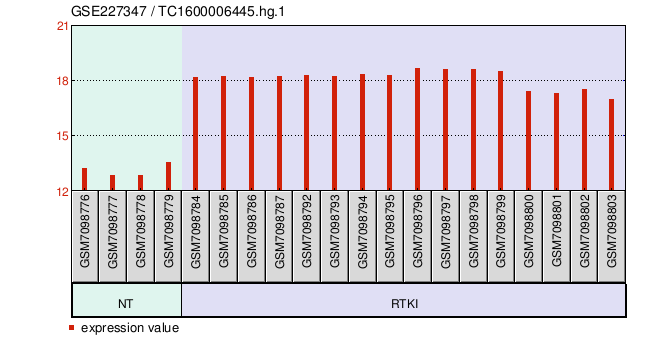 GSE227347 / TC1600006445.hg.1
21
18
15
12
GSM7098776
GSM7098777
GSM7098778
GSM7098779
GSM7098784
GSM7098785
GSM7098786
GSM7098787
GSM7098792
GSM7098793
GSM7098794
GSM7098795
GSM7098796
GSM7098797
GSM7098798
GSM7098799
GSM7098800
GSM7098801
GSM7098802
GSM7098803
NT
RTKI
expression value